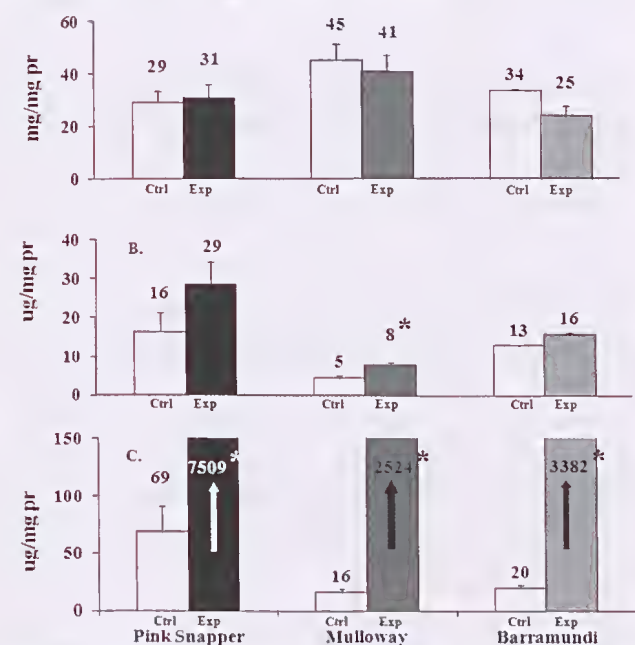 60
45
41
40
29
31
34
25
20
0
mg/mg pr
Ctrl Exp Ctrl Exp Ctrl Exp
B.
40
29
30
20
16
8*
13
16
10
5
0
ug/mg pr
Ctrl Exp Ctrl Exp Ctrl Exp
C.
150
7509 * 2524 * 3382 *
100
69
50
16
20
0
ug/mg pr
Ctrl Exp Ctrl Exp Ctrl Exp
Pink Snapper Mulloway Barramundi